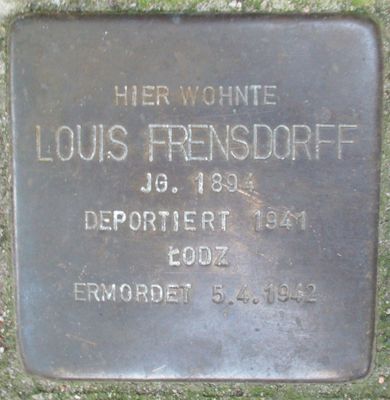 HIER WOHNTE
LOUIS FRENSDORFF
JG. 1894
DEPORTIERT 1941
ŁODZ
ERMORDET 5.4.1942